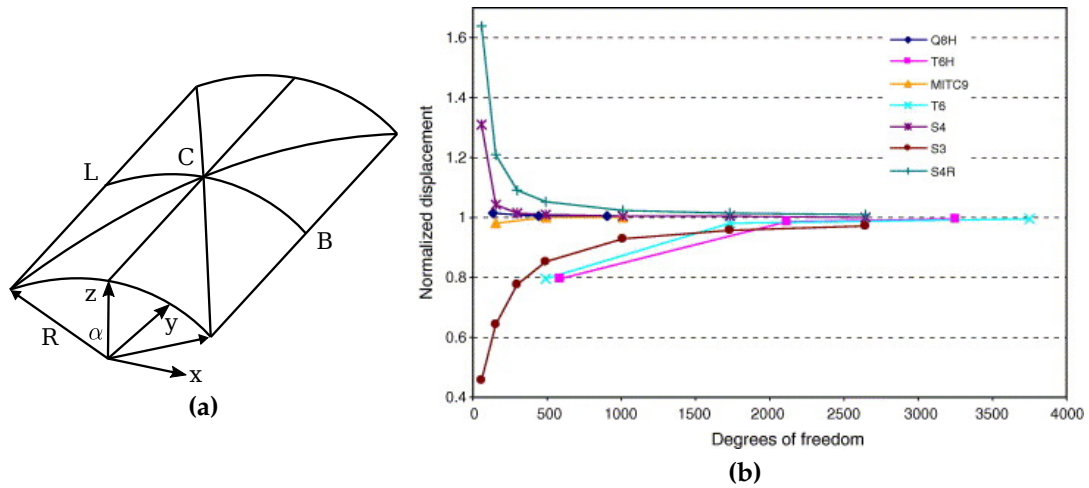 C
L
B
z
y
R
α
x
(a)
1.6
1.4
1.2
1
0.8
0.6
0.4
Normalized displacement
Q8H
T6H
MITC9
T6
S4
S3
S4R
0 500 1000 1500 2000 2500 3000 3500 4000
Degrees of freedom
(b)